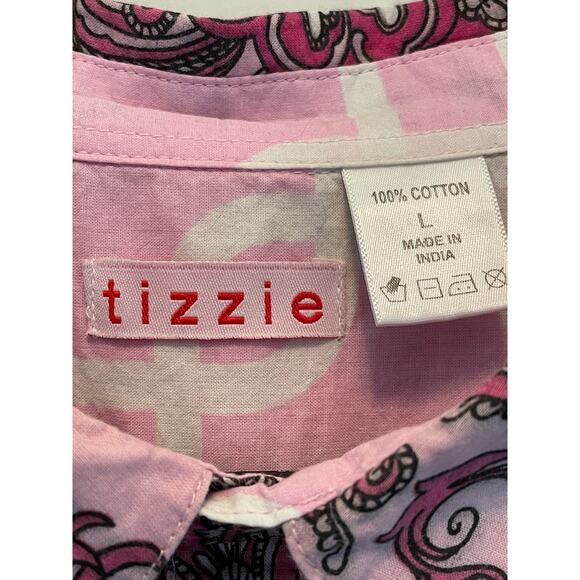 100% COTTON
L
MADE IN
INDIA
tizzie